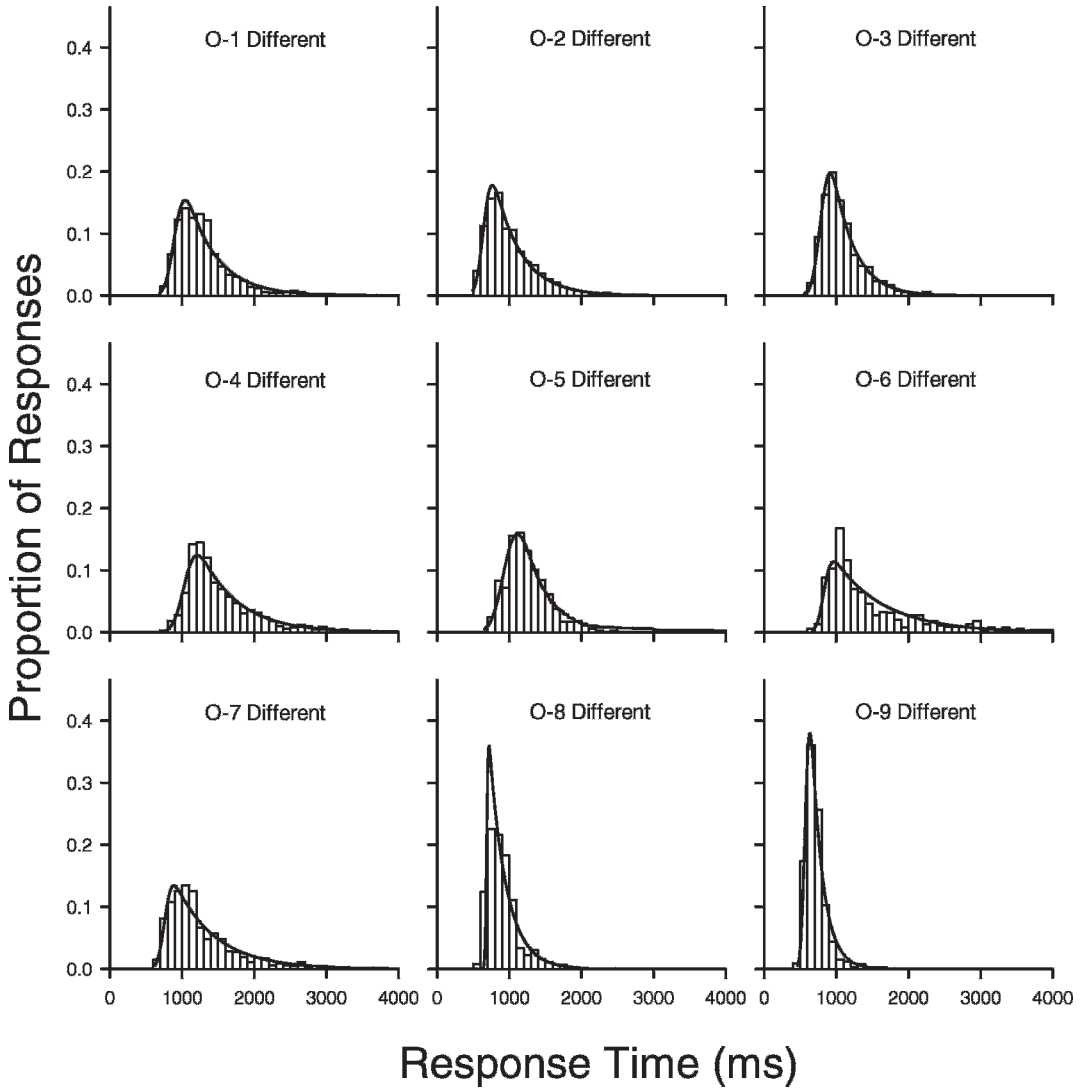 O-1 Different
O-2 Different
O-3 Different
0.4
0.3
0.2
0.1
0.0
0 1000 2000 3000 4000
0 1000 2000 3000 4000
0 1000 2000 3000 4000
O-4 Different
O-5 Different
O-6 Different
0.4
0.3
0.2
0.1
0.0
O-7 Different
O-8 Different
O-9 Different
0.4
0.3
0.2
0.1
0.0
Proportion of Responses
Response Time (ms)